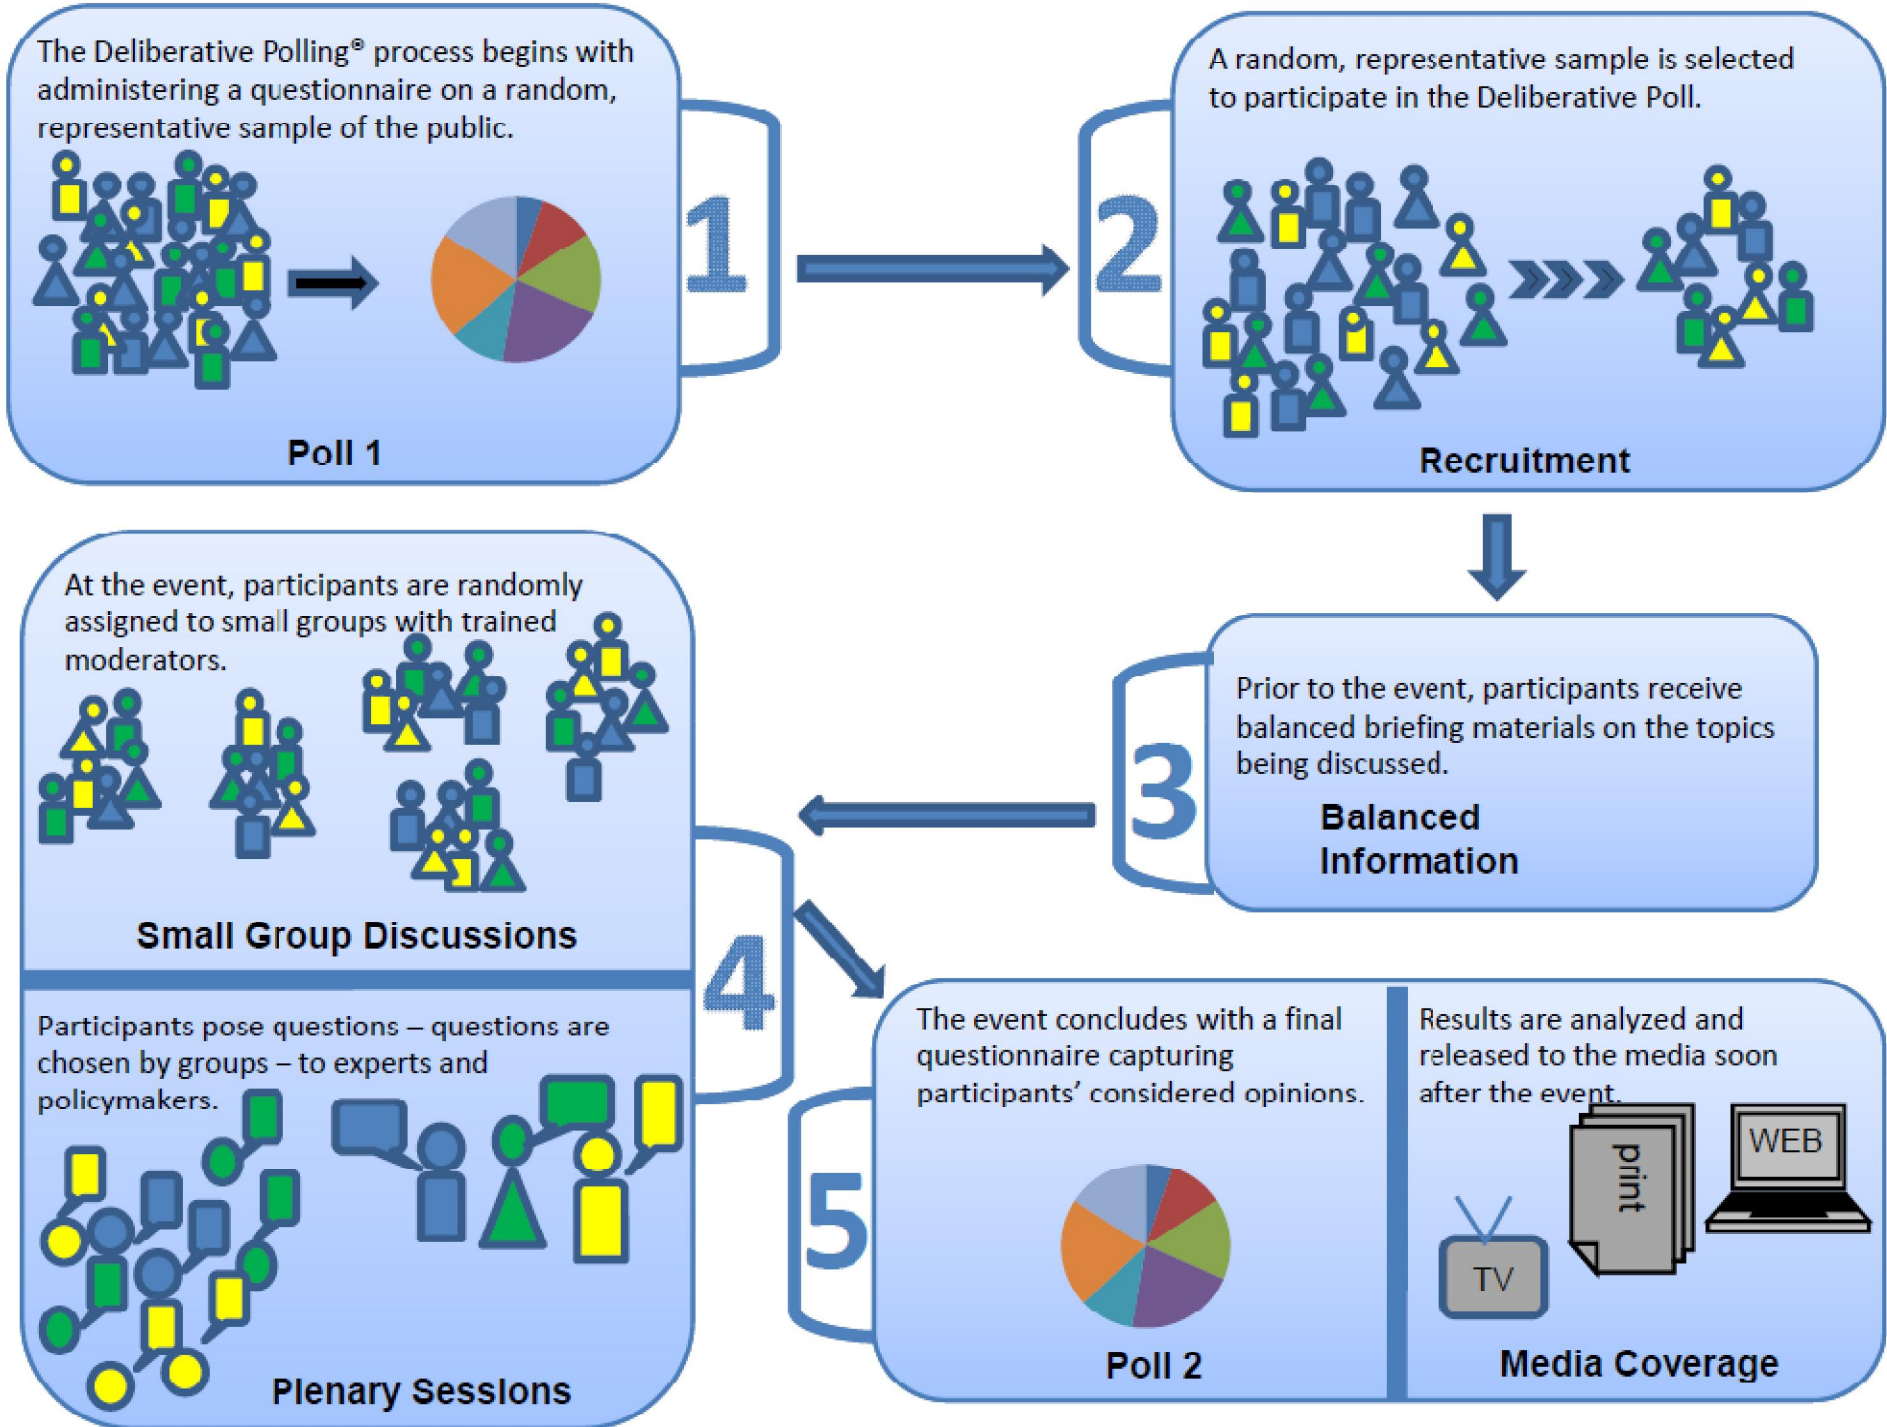 The Deliberative Polling® process begins with
administering a questionnaire on a random,
representative sample of the public.
Poll 1
1
2
A random, representative sample is selected
to participate in the Deliberative Poll.
Recruitment
3
Prior to the event, participants receive
balanced briefing materials on the topics
being discussed.
Balanced
Information
4
At the event, participants are randomly
assigned to small groups with trained
moderators.
Small Group Discussions
Participants pose questions – questions are
chosen by groups – to experts and
policymakers.
Plenary Sessions
5
The event concludes with a final
questionnaire capturing
participants’ considered opinions.
Poll 2
Results are analyzed and
released to the media soon
after the event.
print
WEB
TV
Media Coverage